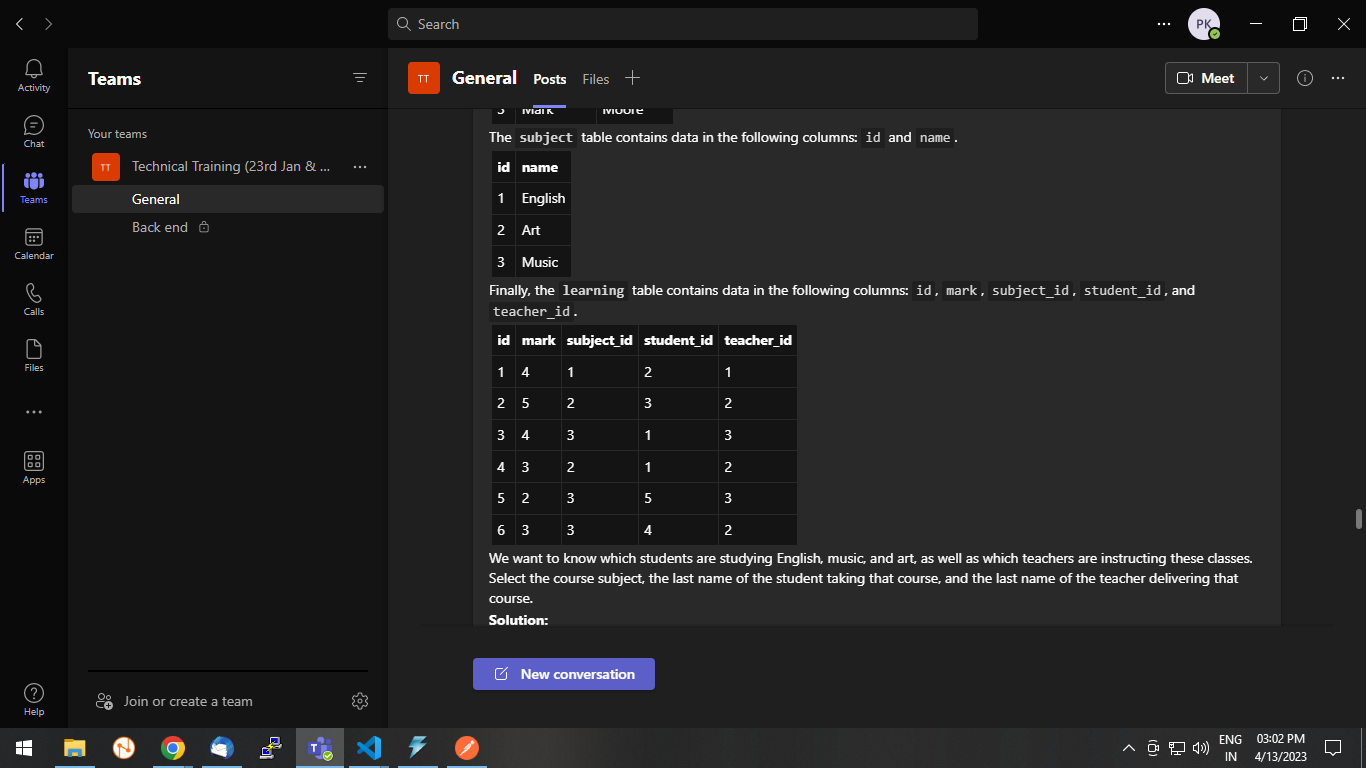 Search
PK
Activity
Chat
Teams
Calendar
Calls
Files
Apps
Help
Teams
Your teams
TT Technical Training (23rd Jan & ...
General
Back end
Join or create a team
TT General Posts Files
Meet
3 Mark Moore
The subject table contains data in the following columns: id and name.
id name
1 English
2 Art
3 Music
Finally, the learning table contains data in the following columns: id, mark, subject_id, student_id, and
teacher_id.
id mark subject_id student_id teacher_id
1 4 1 2 1
2 5 2 3 2
3 4 3 1 3
4 3 2 1 2
5 2 3 5 3
6 3 3 4 2
We want to know which students are studying English, music, and art, as well as which teachers are instructing these classes.
Select the course subject, the last name of the student taking that course, and the last name of the teacher delivering that
course.
Solution:
New conversation
ENG
IN
03:02 PM
4/13/2023